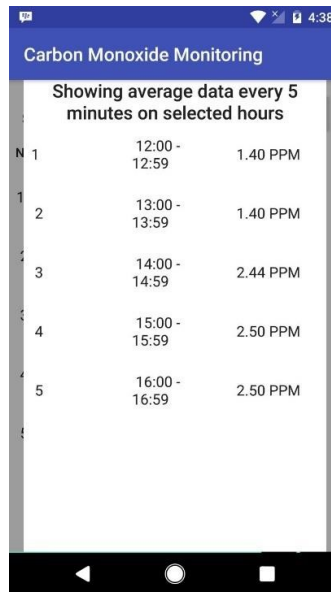 4:38
Carbon Monoxide Monitoring
Showing average data every 5
minutes on selected hours
N
1 12:00 -
12:59 1.40 PPM
1
2 13:00 -
13:59 1.40 PPM
3 14:00 -
14:59 2.44 PPM
4 15:00 -
15:59 2.50 PPM
5 16:00 -
16:59 2.50 PPM